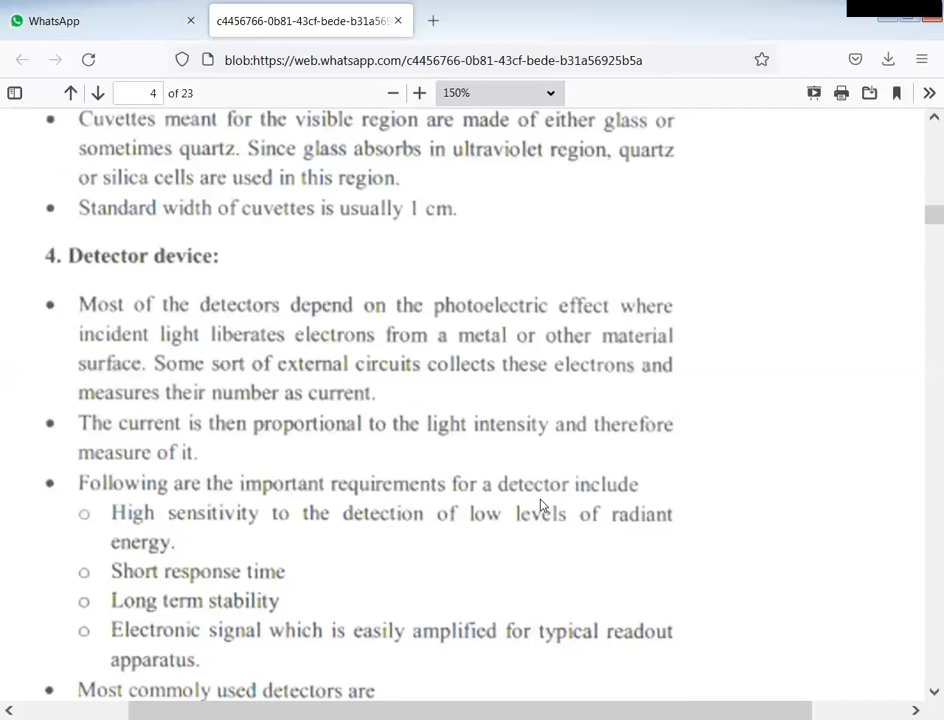 WhatsApp
c4456766-0b81-43cf-bede-b31a569
blob:https://web.whatsapp.com/c4456766-0b81-43cf-bede-b31a56925b5a
4 of 23
150%
• Cuvettes meant for the visible region are made of either glass or
sometimes quartz. Since glass absorbs in ultraviolet region, quartz
or silica cells are used in this region.
• Standard width of cuvettes is usually 1 cm.
4. Detector device:
• Most of the detectors depend on the photoelectric effect where
incident light liberates electrons from a metal or other material
surface. Some sort of external circuits collects these electrons and
measures their number as current.
• The current is then proportional to the light intensity and therefore
measure of it.
• Following are the important requirements for a detector include
○ High sensitivity to the detection of low levels of radiant
energy.
○ Short response time
○ Long term stability
○ Electronic signal which is easily amplified for typical readout
apparatus.
• Most commoly used detectors are